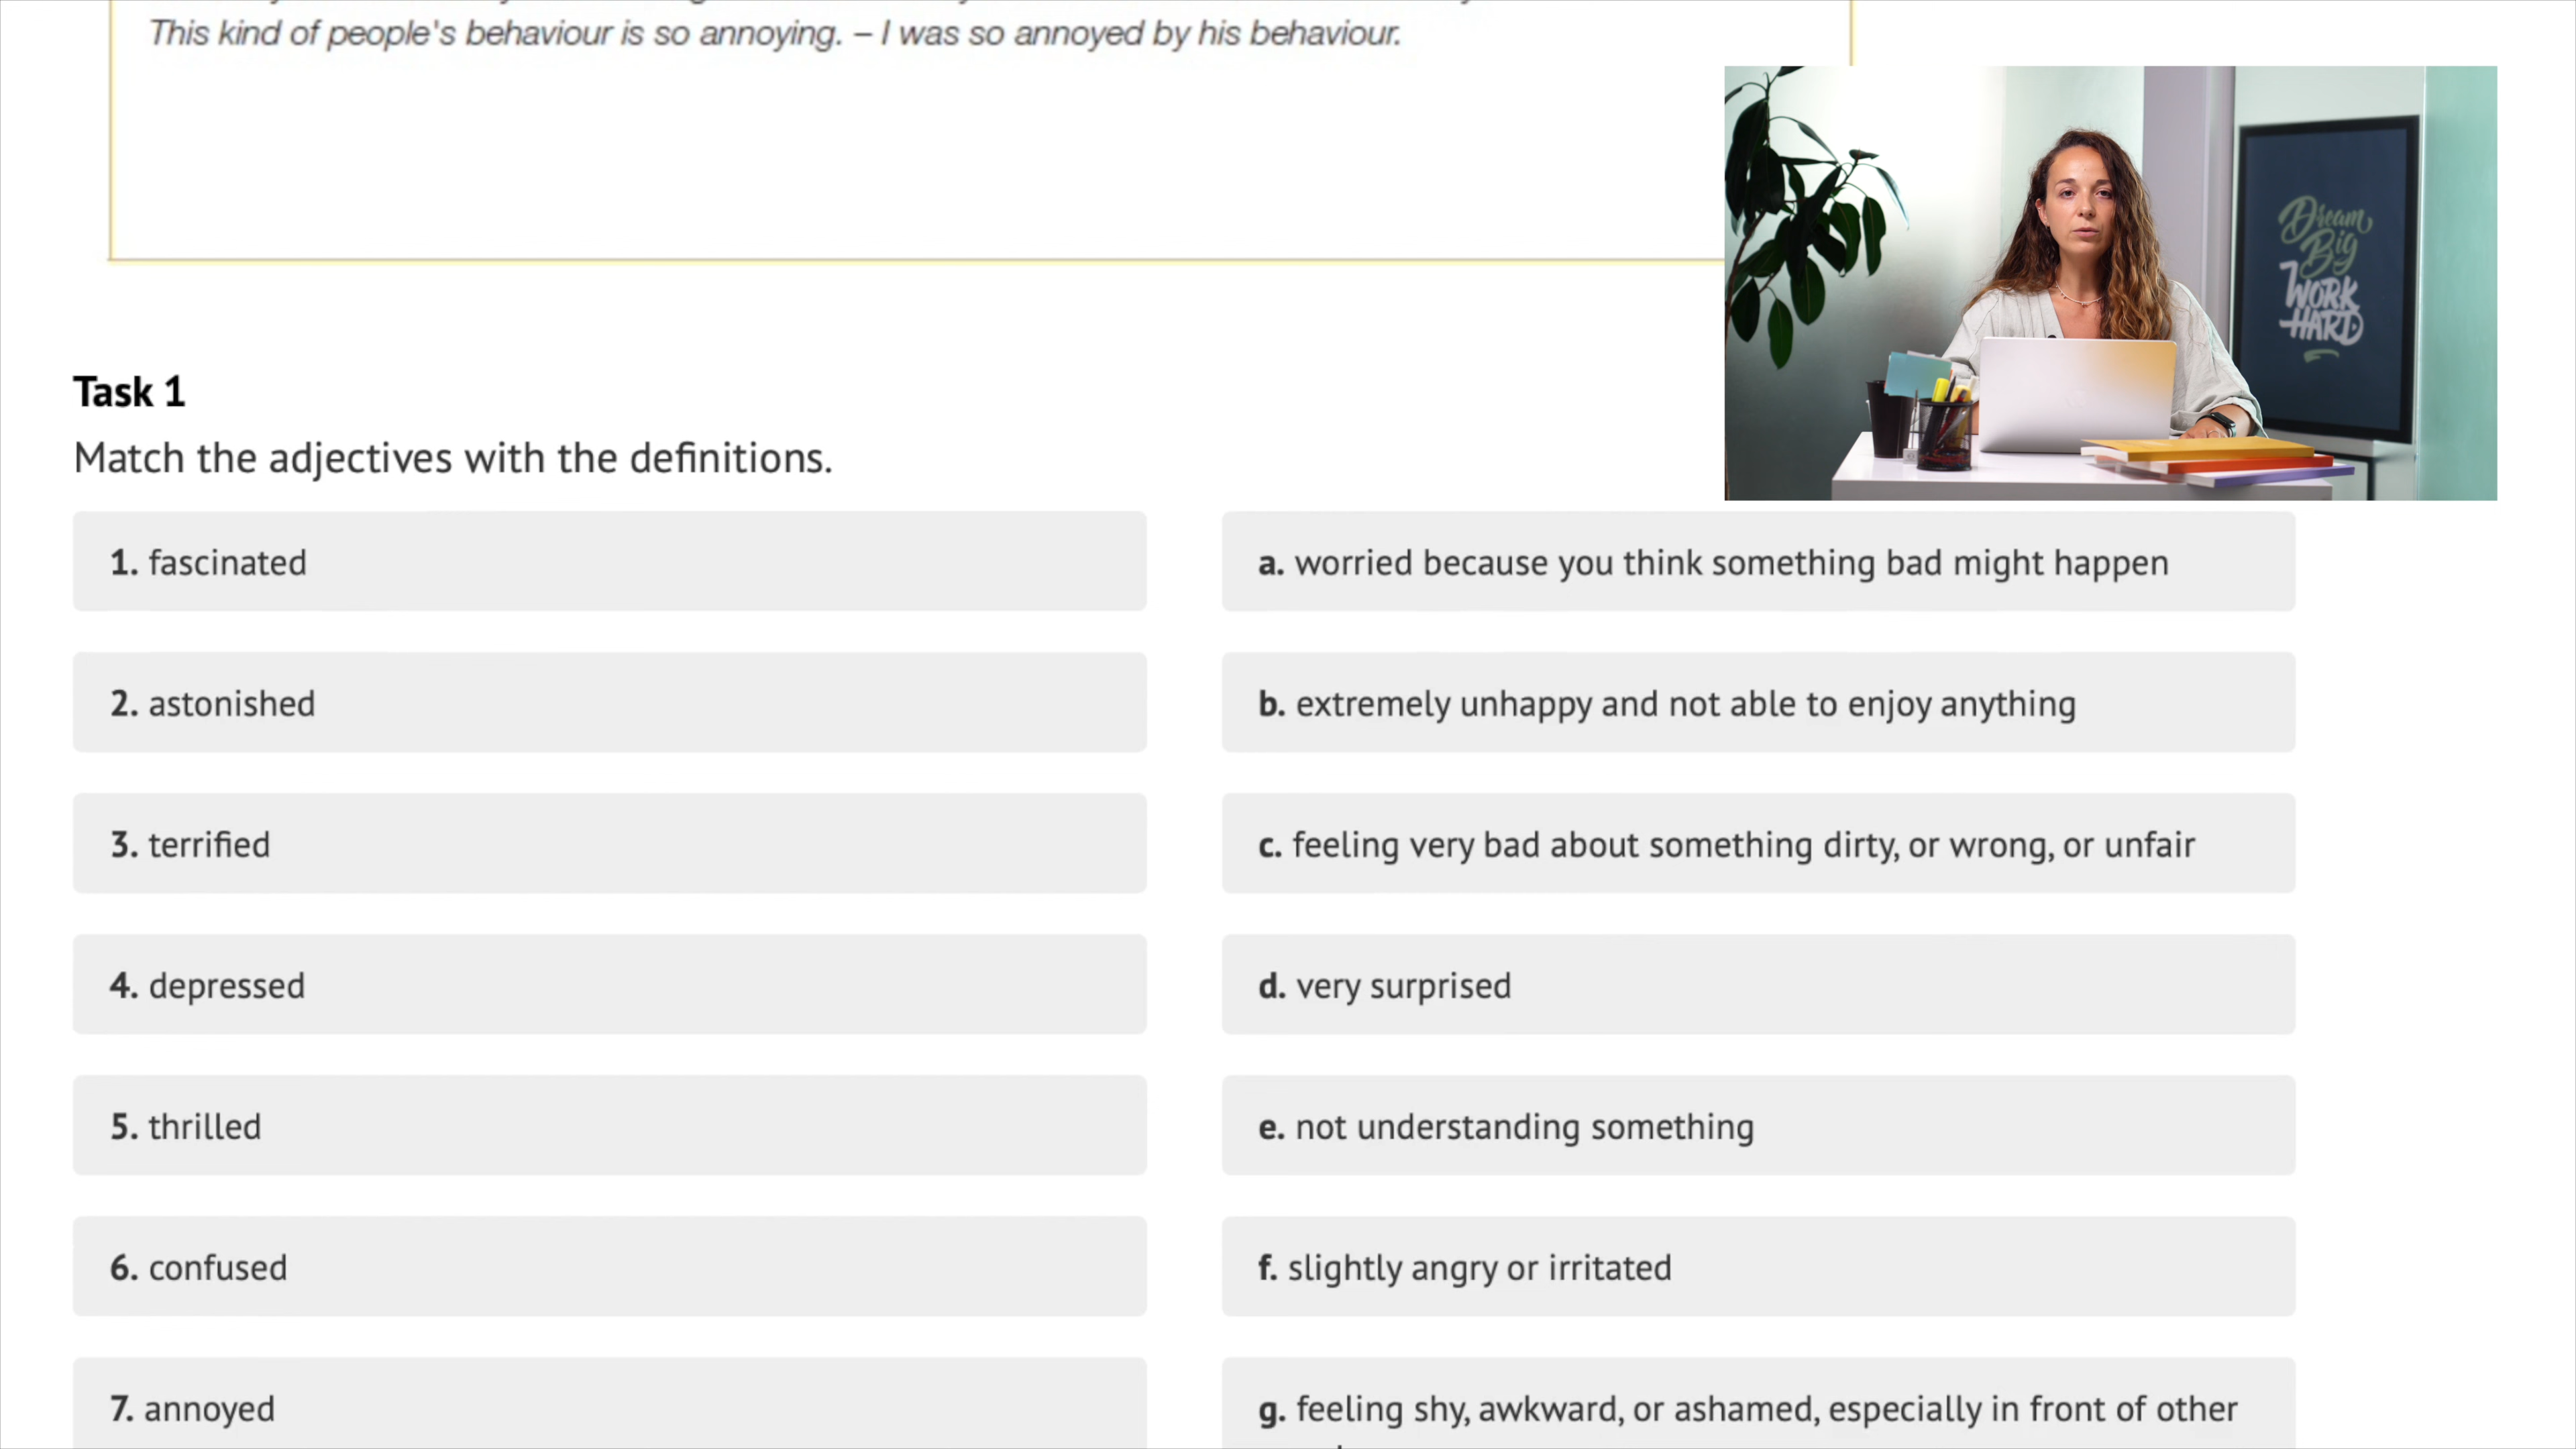 This kind of people's behaviour is so annoying. – I was so annoyed by his behaviour.
Dream
Big
WORK
HARD
Task 1
Match the adjectives with the definitions.
1. fascinated
a. worried because you think something bad might happen
2. astonished
b. extremely unhappy and not able to enjoy anything
3. terrified
c. feeling very bad about something dirty, or wrong, or unfair
4. depressed
d. very surprised
5. thrilled
e. not understanding something
6. confused
f. slightly angry or irritated
7. annoyed
g. feeling shy, awkward, or ashamed, especially in front of other